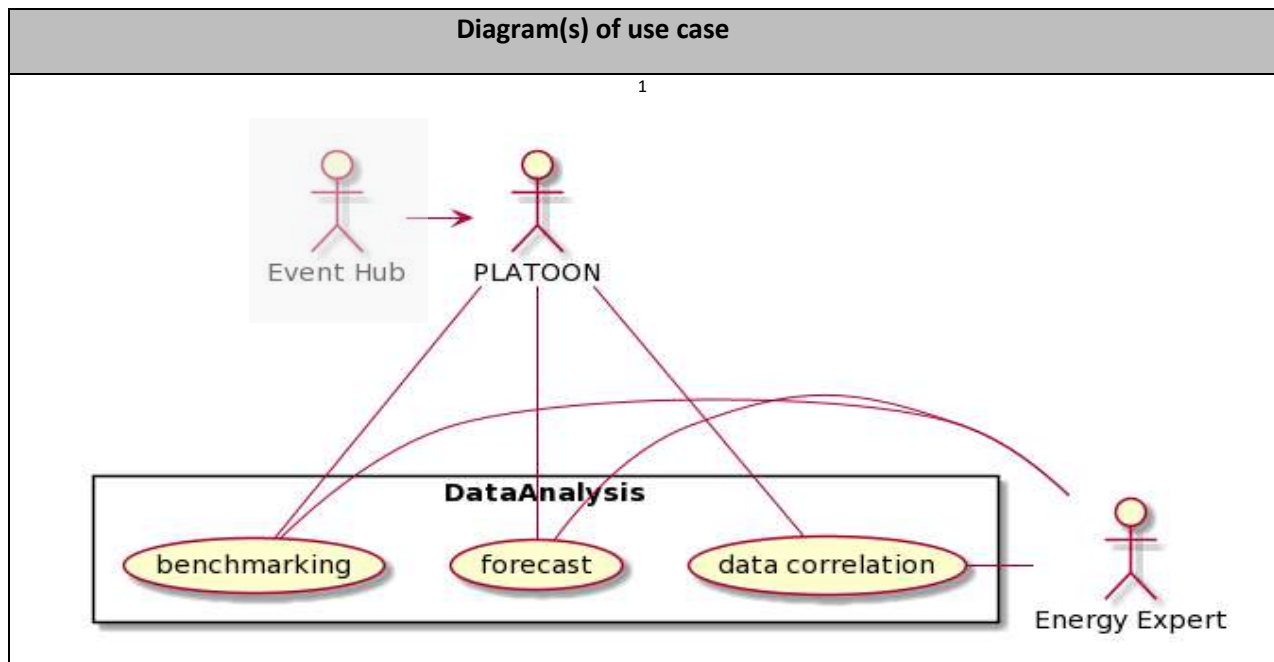 Diagram(s) of use case
1
Event Hub
PLATOON
DataAnalysis
benchmarking
forecast
data correlation
Energy Expert